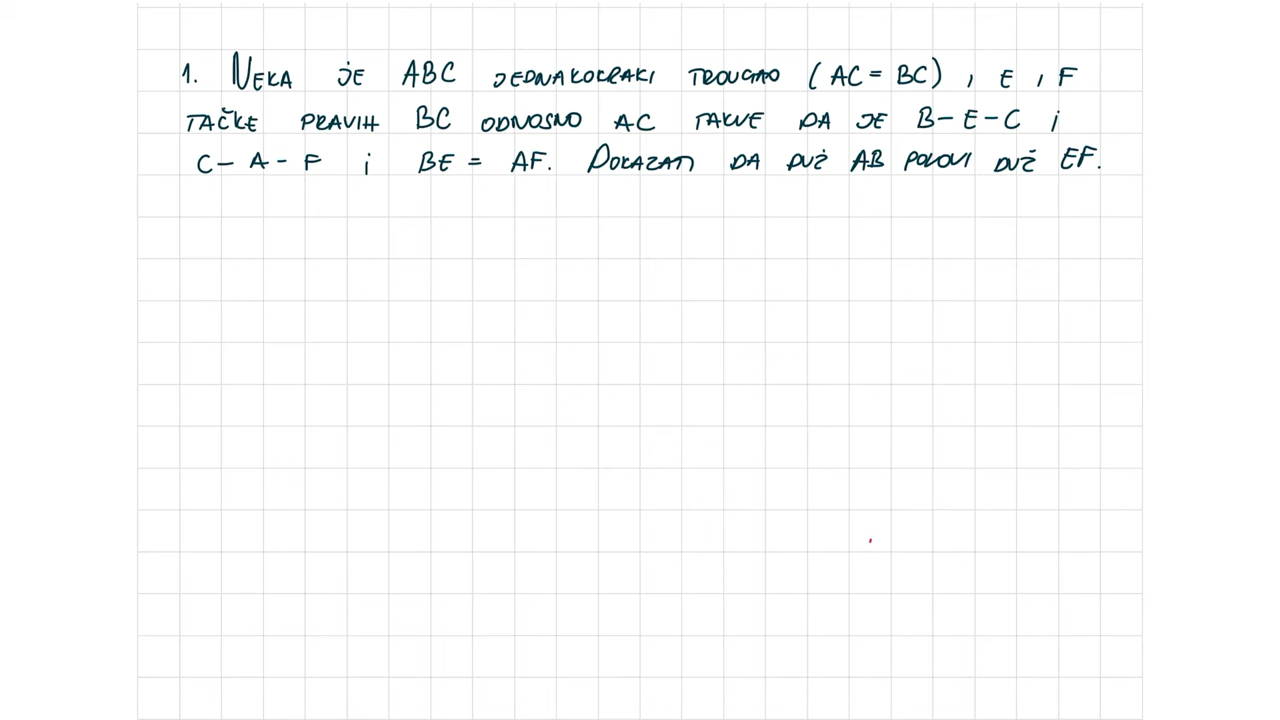 1. NEKA JE ABC JEDNAKOKRAKI TROUGAO (AC = BC), E, F
TAČKE PRAVIH BC ODNOSNO AC TAKVE DA JE B-E-C i
C-A-F i BE = AF. DOKAZATI DA DUŽ AB POLOVI DUŽ EF.